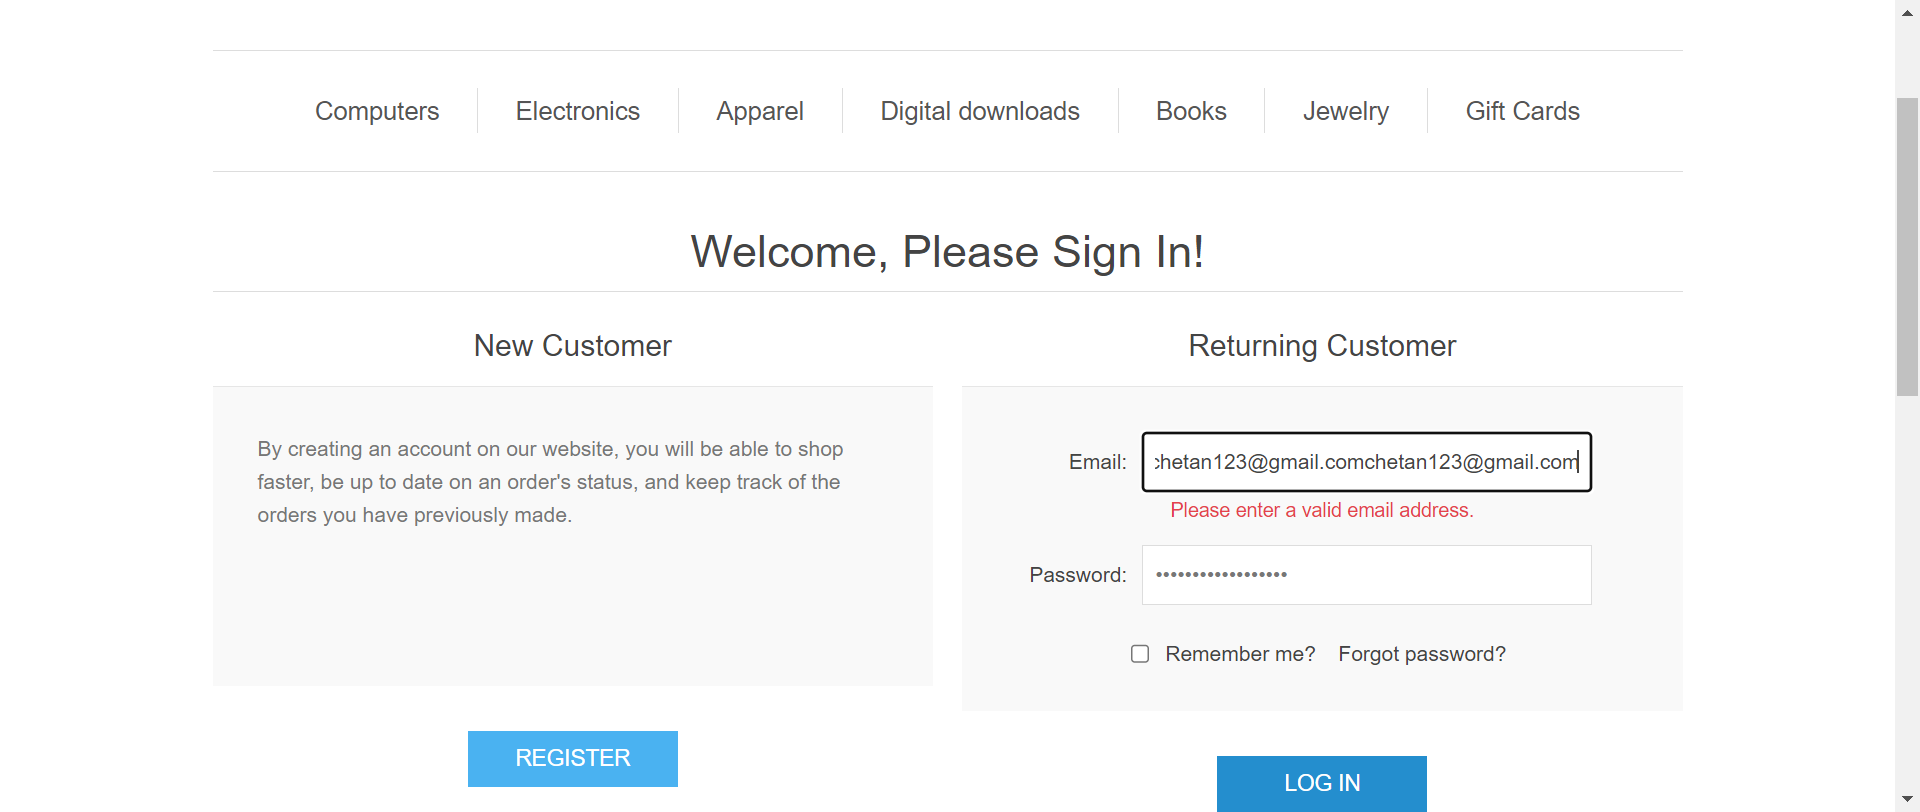 Computers Electronics Apparel Digital downloads Books Jewelry Gift Cards
Welcome, Please Sign In!
New Customer
By creating an account on our website, you will be able to shop
faster, be up to date on an order's status, and keep track of the
orders you have previously made.
REGISTER
Returning Customer
Email: chetan123@gmail.comchetan123@gmail.com
Please enter a valid email address.
Password: ••••••••••••••••••
Remember me? Forgot password?
LOG IN